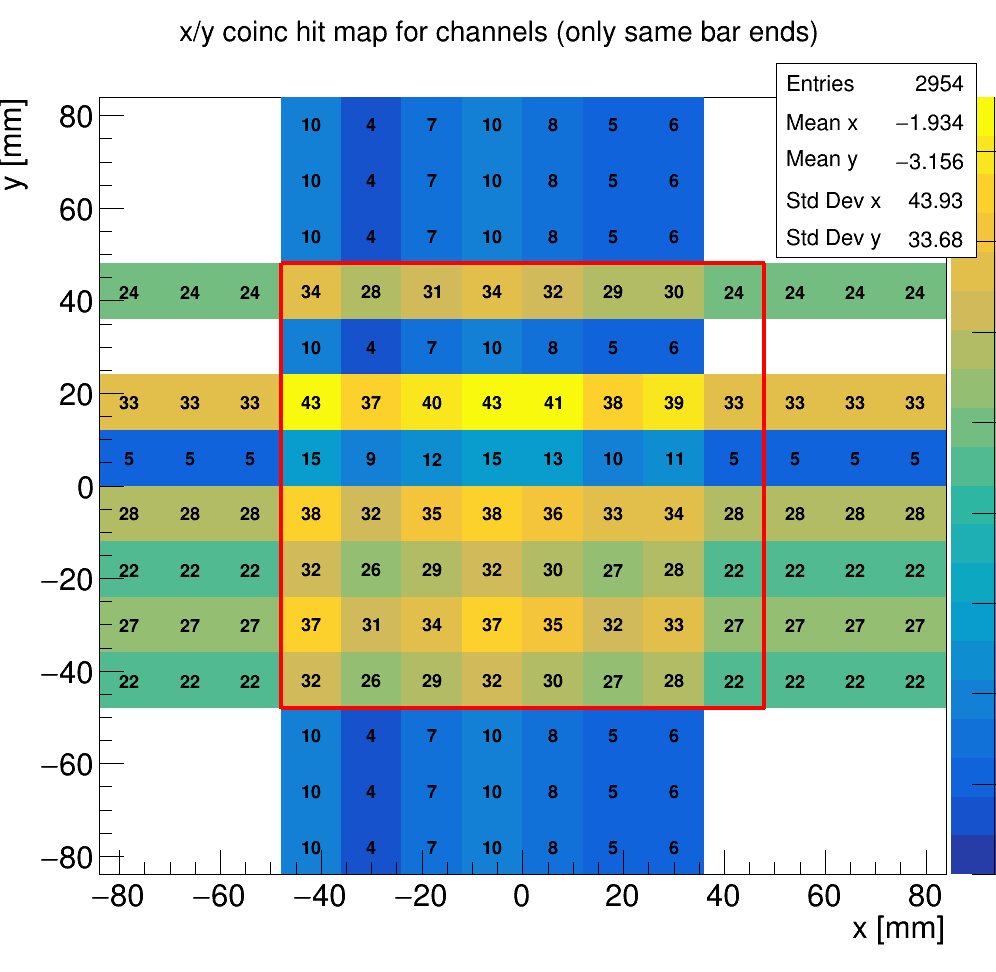 x/y coinc hit map for channels (only same bar ends)
Entries 2954
Mean x −1.934
Mean y −3.156
Std Dev x 43.93
Std Dev y 33.68
y [mm]
80
60
40
20
0
−20
−40
−60
−80
10 4 7 10 8 5 6
10 4 7 10 8 5 6
10 4 7 10 8 5 6
24 24 24 34 28 31 34 32 29 30 24 24 24 24
10 4 7 10 8 5 6
33 33 33 43 37 40 43 41 38 39 33 33 33 33
5 5 5 15 9 12 15 13 10 11 5 5 5 5
28 28 28 38 32 35 38 36 33 34 28 28 28 28
22 22 22 32 26 29 32 30 27 28 22 22 22 22
27 27 27 37 31 34 37 35 32 33 27 27 27 27
22 22 22 32 26 29 32 30 27 28 22 22 22 22
10 4 7 10 8 5 6
10 4 7 10 8 5 6
10 4 7 10 8 5 6
−80 −60 −40 −20 0 20 40 60 80
x [mm]